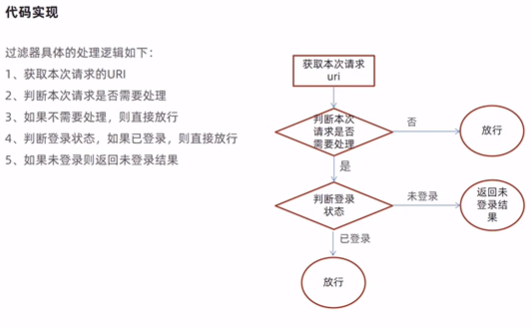 代码实现
过滤器具体的处理逻辑如下：
1、获取本次请求的URI
2、判断本次请求是否需要处理
3、如果不需要处理，则直接放行
4、判断登录状态，如果已登录，则直接放行
5、如果未登录则返回未登录结果
获取本次请求
uri
判断本次
请求是否
需要处理
否
放行
是
判断登录
状态
未登录
返回未
登录结
果
已登录
放行